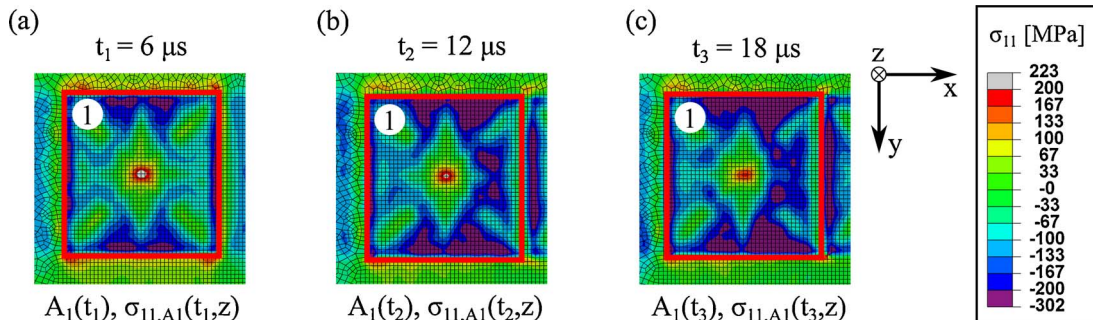 (a)
t₁ = 6 µs
1
A₁(t₁), σ₁₁,A1(t₁,z)
(b)
t₂ = 12 µs
1
A₁(t₂), σ₁₁,A1(t₂,z)
(c)
t₃ = 18 µs
1
A₁(t₃), σ₁₁,A1(t₃,z)
z
x
y
σ₁₁ [MPa]
223
200
167
133
100
67
33
-0
-33
-67
-100
-133
-167
-200
-302